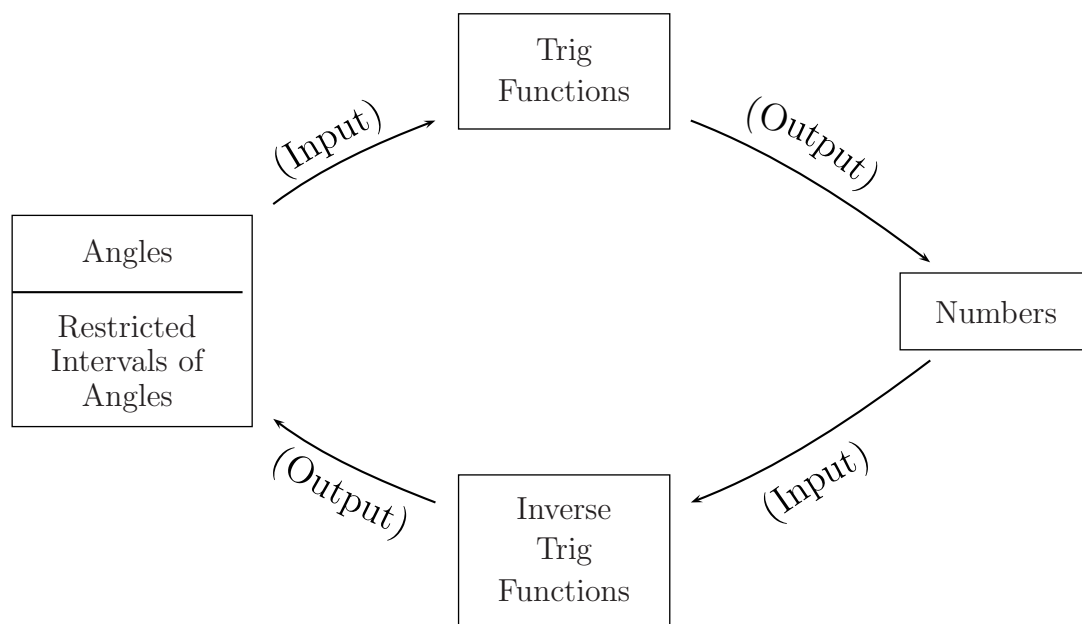 Trig
Functions
(Input)
(Output)
Angles
Restricted
Intervals of
Angles
Numbers
(Output)
(Input)
Inverse
Trig
Functions